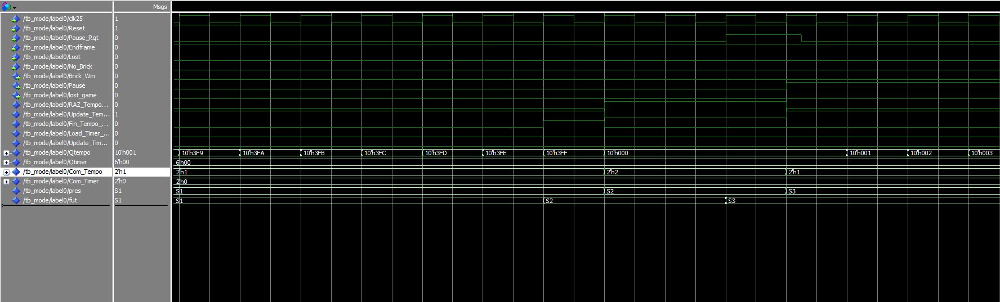 Msgs
/tb_mode/label0/clk25 1
/tb_mode/label0/Reset 1
/tb_mode/label0/Pause_Rqt 0
/tb_mode/label0/Endframe 0
/tb_mode/label0/Lost 0
/tb_mode/label0/No_Brick 0
/tb_mode/label0/Brick_Win 0
/tb_mode/label0/Pause 0
/tb_mode/label0/lost_game 0
/tb_mode/label0/RAZ_Tempo... 0
/tb_mode/label0/Update_Tem... 1
/tb_mode/label0/Fin_Tempo_... 0
/tb_mode/label0/Load_Timer_... 0
/tb_mode/label0/Update_Tim... 0
/tb_mode/label0/Qtempo 10'h001 10'h3F9 10'h3FA 10'h3FB 10'h3FC 10'h3FD 10'h3FE 10'h3FF 10'h000 10'h001 10'h002 10'h003
/tb_mode/label0/Qtimer 6'h00 6'h00
/tb_mode/label0/Com_Tempo 2'h1 2'h1 2'h2 2'h1
/tb_mode/label0/Com_Timer 2'h0 2'h0
/tb_mode/label0/pres S1 S1 S2 S3
/tb_mode/label0/fut S1 S1 S2 S3